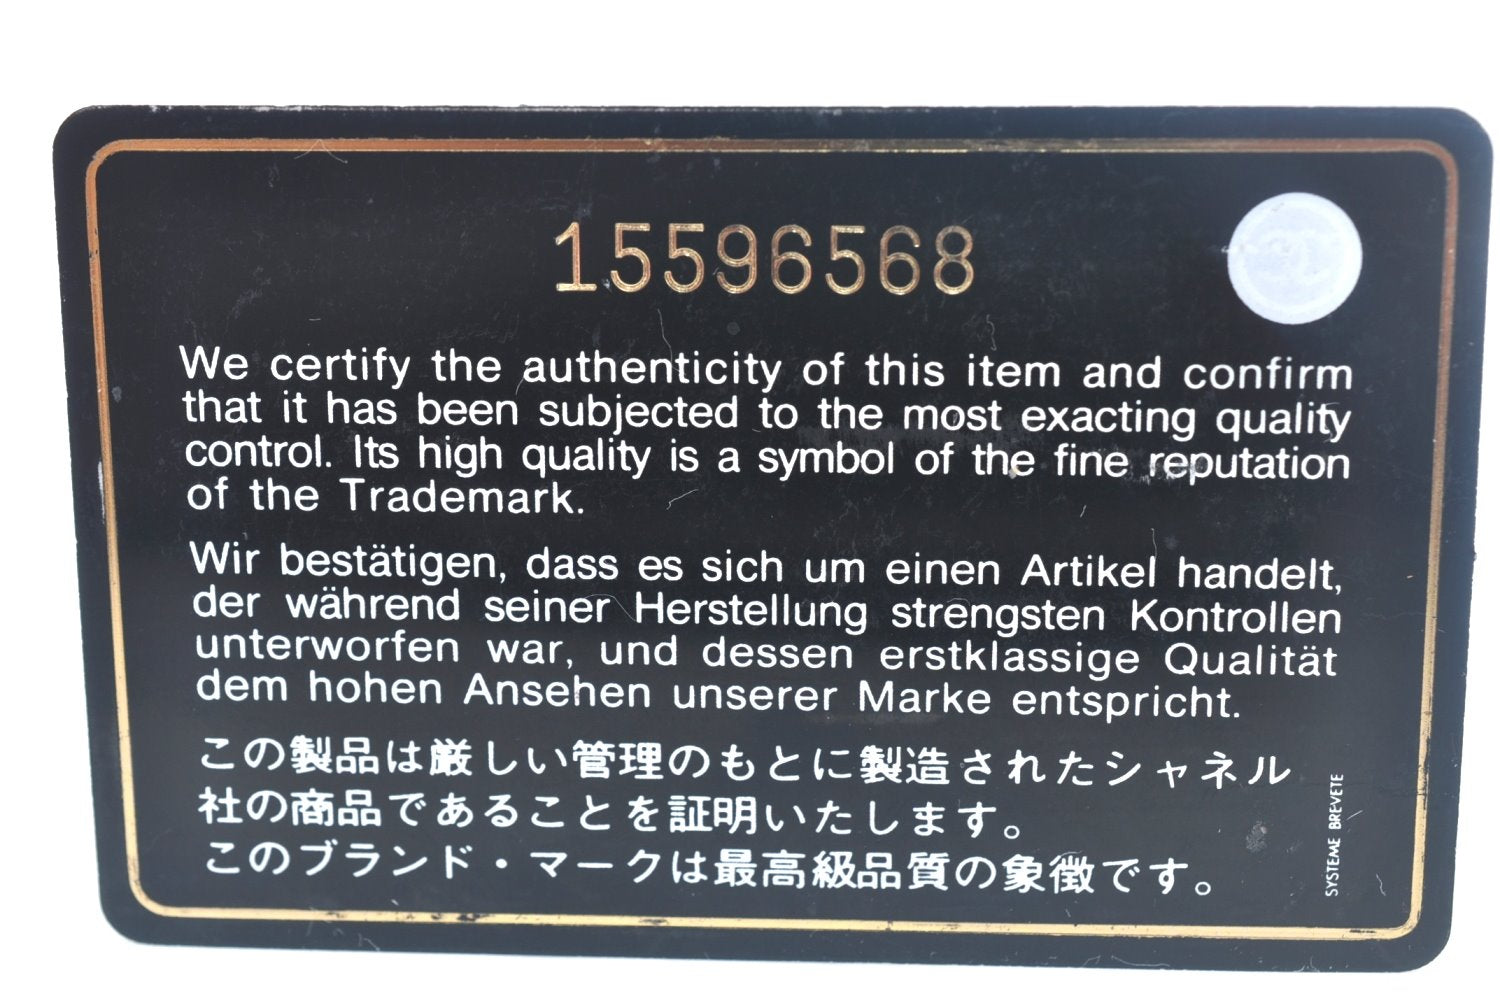 15596568
We certify the authenticity of this item and confirm
that it has been subjected to the most exacting quality
control. Its high quality is a symbol of the fine reputation
of the Trademark.
Wir bestätigen, dass es sich um einen Artikel handelt,
der während seiner Herstellung strengsten Kontrollen
unterworfen war, und dessen erstklassige Qualität
dem hohen Ansehen unserer Marke entspricht.
この製品は厳しい管理のもとに製造されたシャネル
社の商品であることを証明いたします。
このブランド・マークは最高級品質の象徴です。
SYSTEME BREVETE